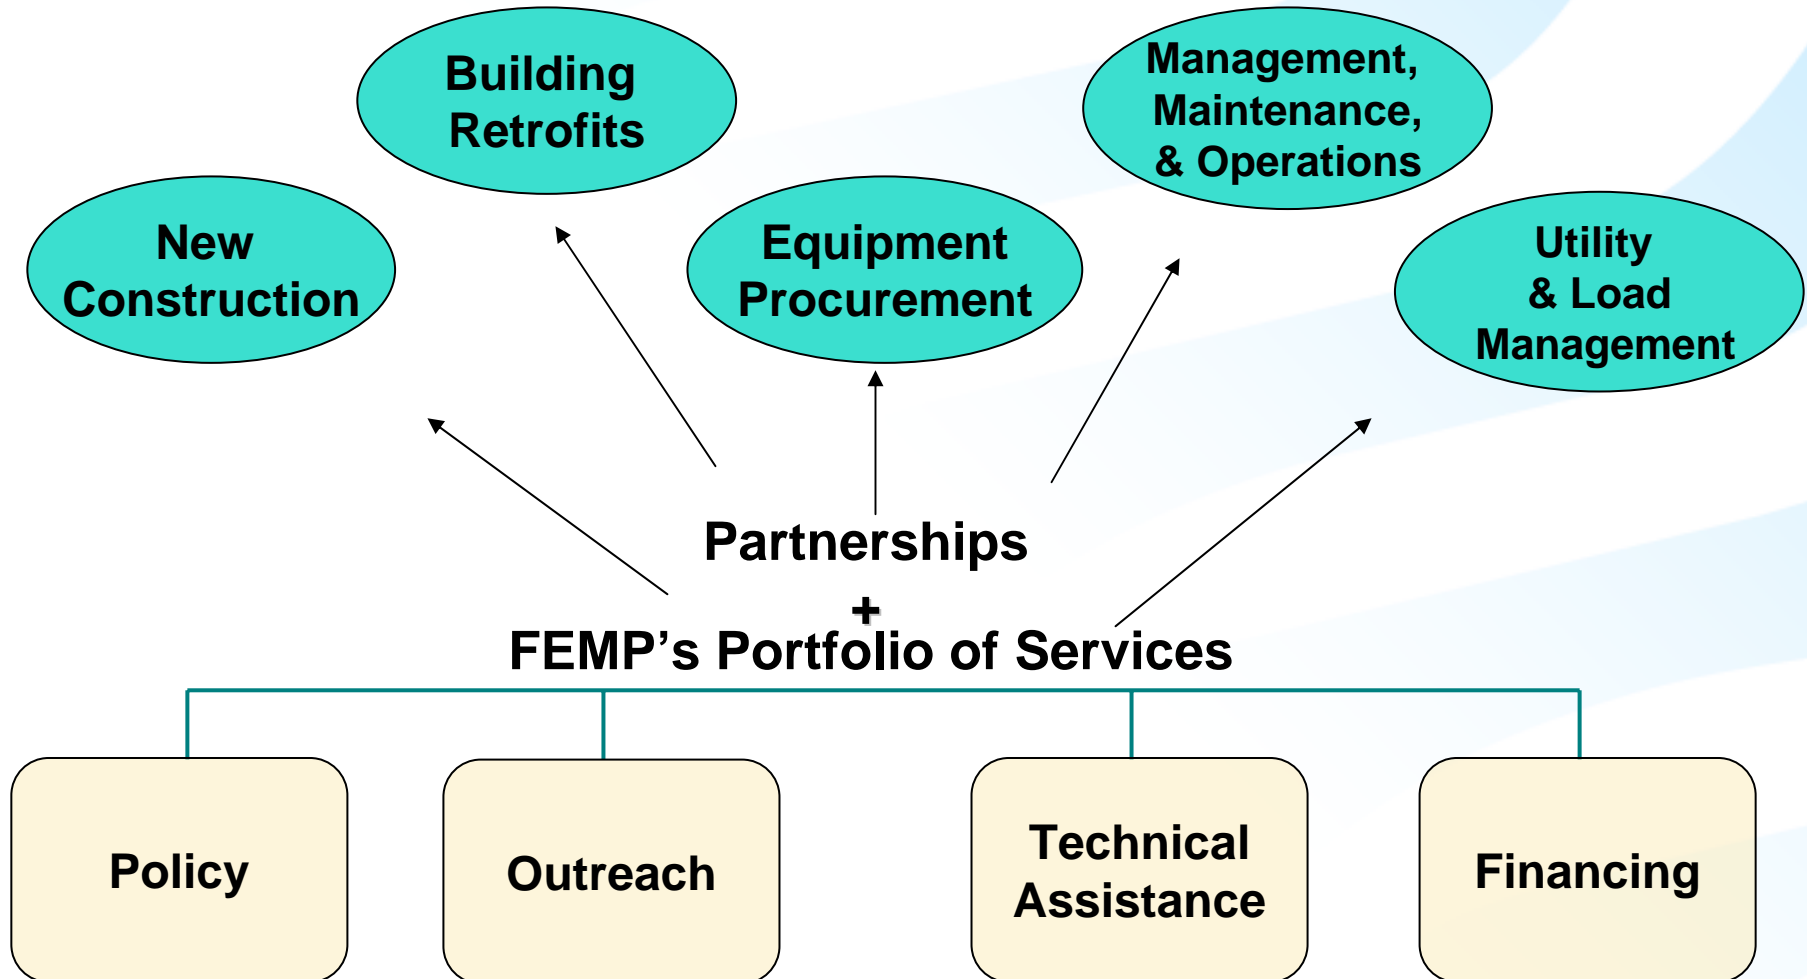 Building
Retrofits
Management,
Maintenance,
& Operations
New
Construction
Equipment
Procurement
Utility
& Load
Management
Partnerships
+
FEMP’s Portfolio of Services
Policy
Outreach
Technical
Assistance
Financing